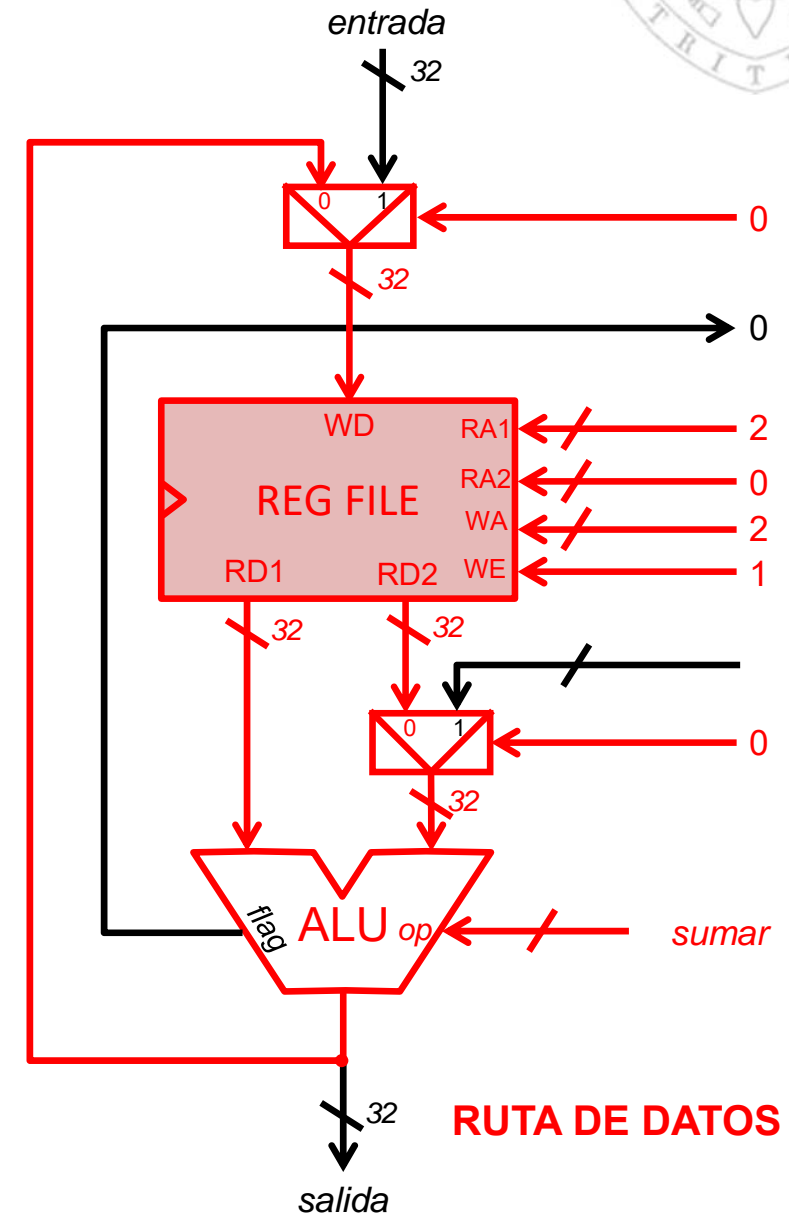 entrada
32
T R I T
0 1
0
32
0
WD
RA1
2
RA2
0
REG FILE
WA
2
RD1
RD2
WE
1
32
32
0 1
0
32
flag
ALU
op
sumar
32
RUTA DE DATOS
salida